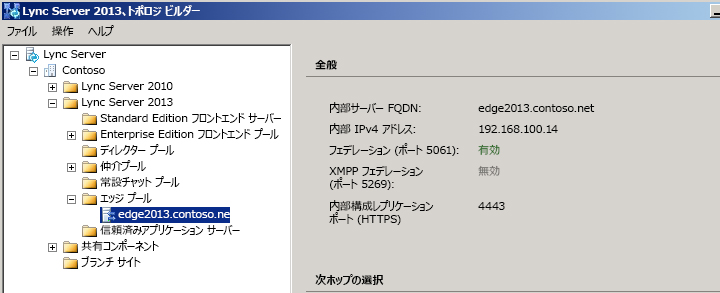 Lync Server 2013、トポロジ ビルダー
ファイル 操作 ヘルプ
Lync Server
Contoso
Lync Server 2010
Lync Server 2013
Standard Edition フロントエンド サーバー
Enterprise Edition フロントエンド プール
ディレクター プール
仲介プール
常設チャット プール
エッジ プール
edge2013.contoso.ne
信頼済みアプリケーション サーバー
共有コンポーネント
ブランチ サイト
全般
内部サーバー FQDN: edge2013.contoso.net
内部 IPv4 アドレス: 192.168.100.14
フェデレーション (ポート 5061): 有効
XMPP フェデレーション 無効
(ポート 5269):
内部構成レプリケーション 4443
ポート (HTTPS)
次ホップの選択